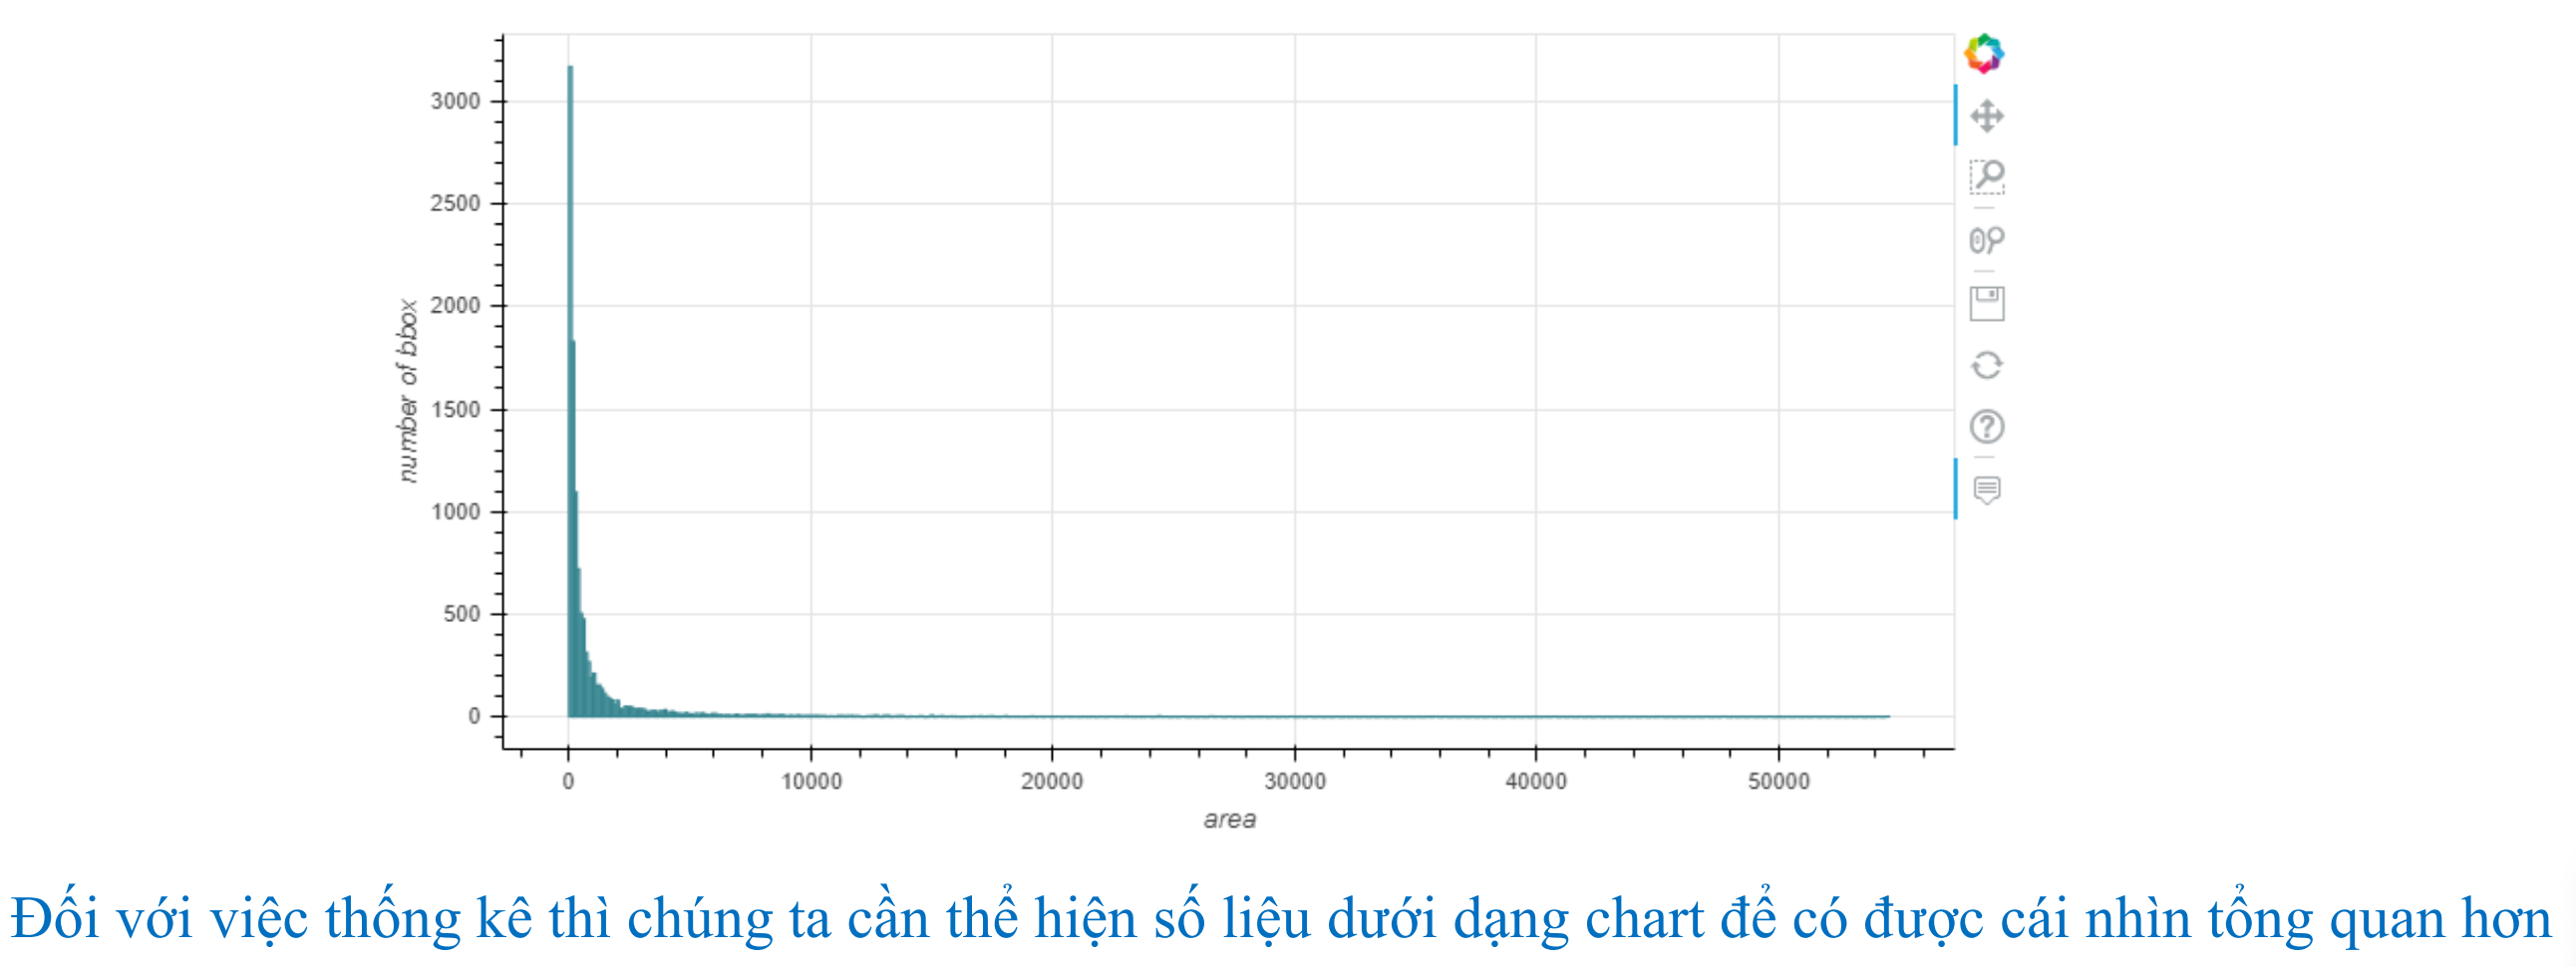 3000
2500
2000
1500
1000
500
0
number of bbox
0 10000 20000 30000 40000 50000
area
Đối với việc thống kê thì chúng ta cần thể hiện số liệu dưới dạng chart để có được cái nhìn tổng quan hơn